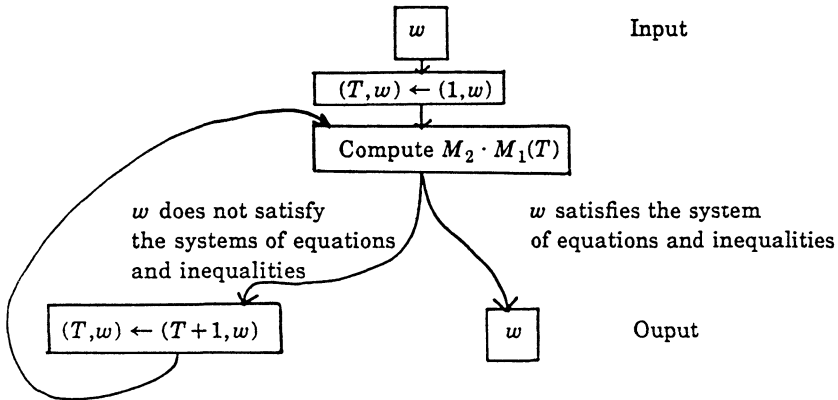 w
Input
(T,w) ← (1,w)
Compute M₂ · M₁(T)
w does not satisfy
the systems of equations
and inequalities
w satisfies the system
of equations and inequalities
(T,w) ← (T+1,w)
w
Ouput